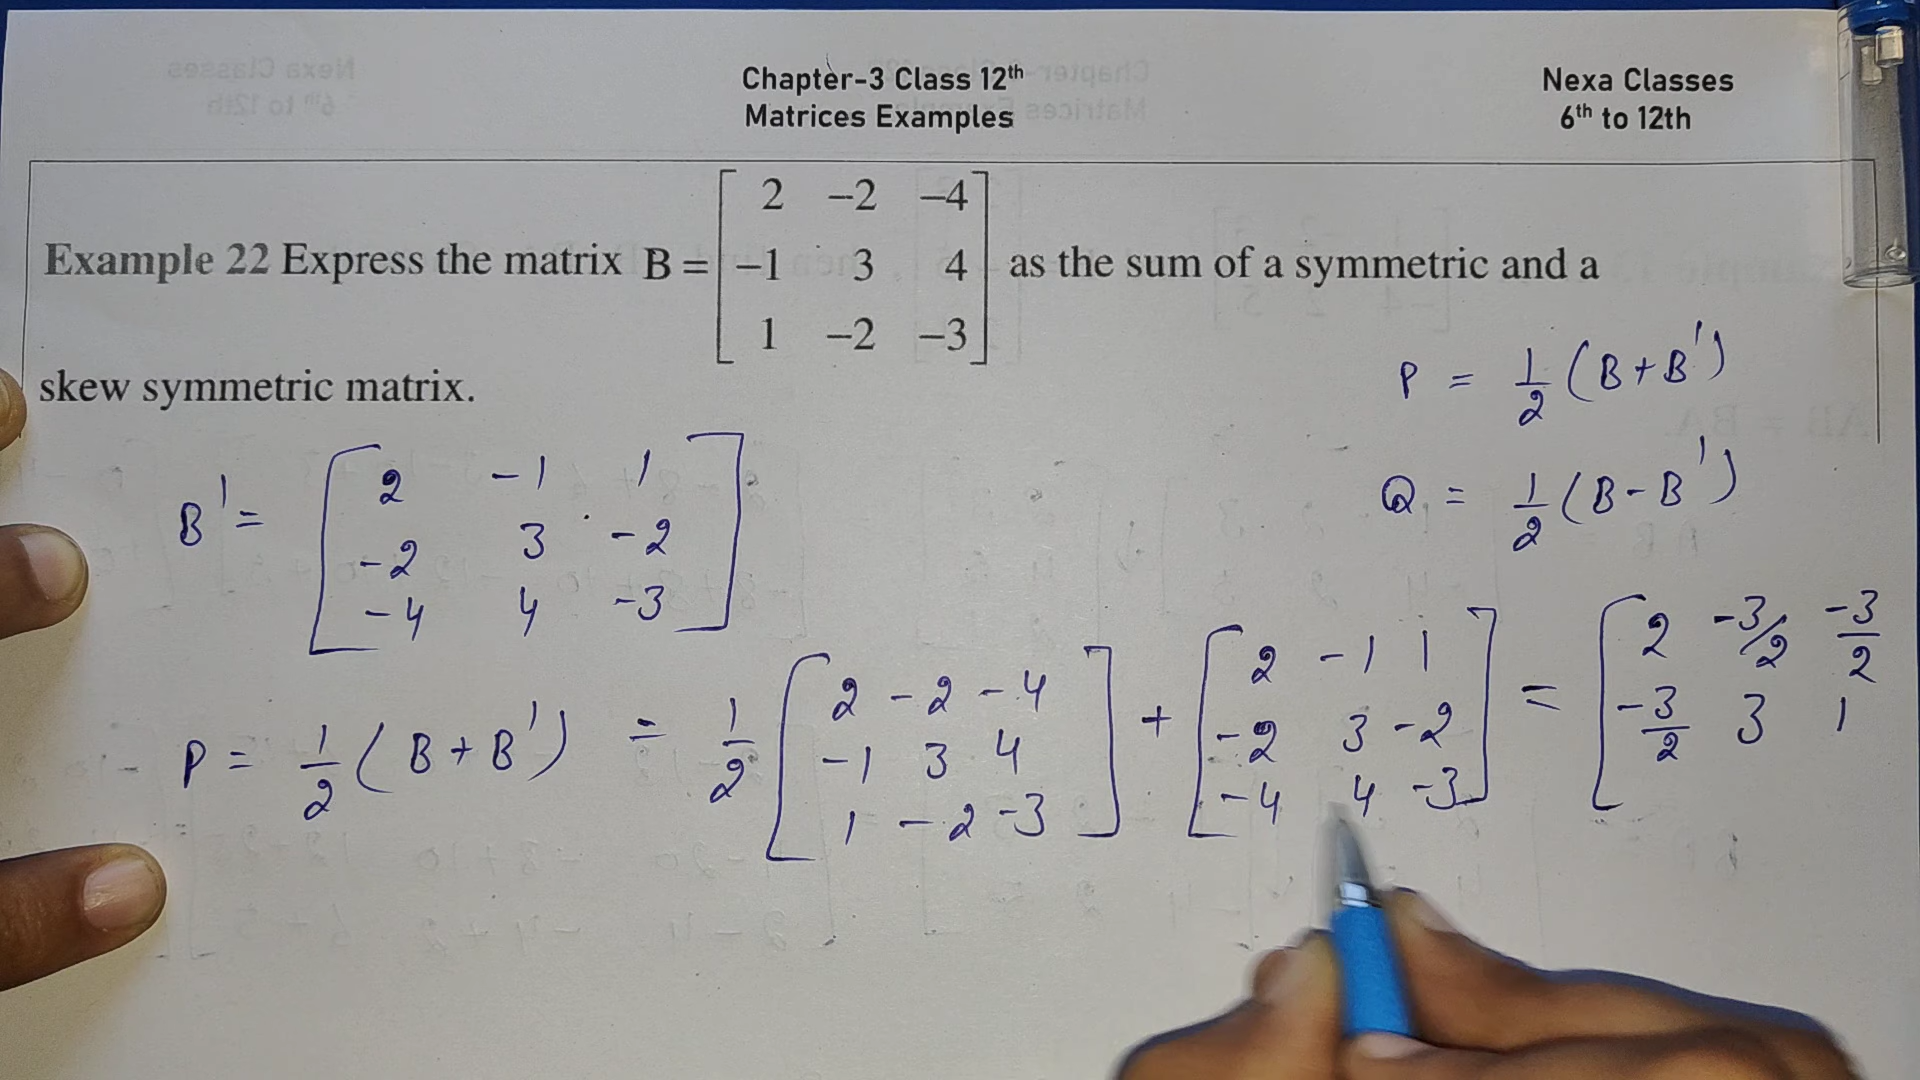 Chapter-3 Class 12th
Matrices Examples
Nexa Classes
6th to 12th
Example 22 Express the matrix B = [ 2 –2 –4
–1 3 4
1 –2 –3 ] as the sum of a symmetric and a
skew symmetric matrix.
P = 1/2 (B+B')
Q = 1/2 (B-B')
B' = [ 2 -1 1
-2 3 -2
-4 4 -3 ]
P = 1/2 (B+B') = 1/2 [ 2 -2 -4
-1 3 4
1 -2 -3 ] + [ 2 -1 1
-2 3 -2
-4 4 -3 ] = [ 2 -3/2 -3/2
-3/2 3 1